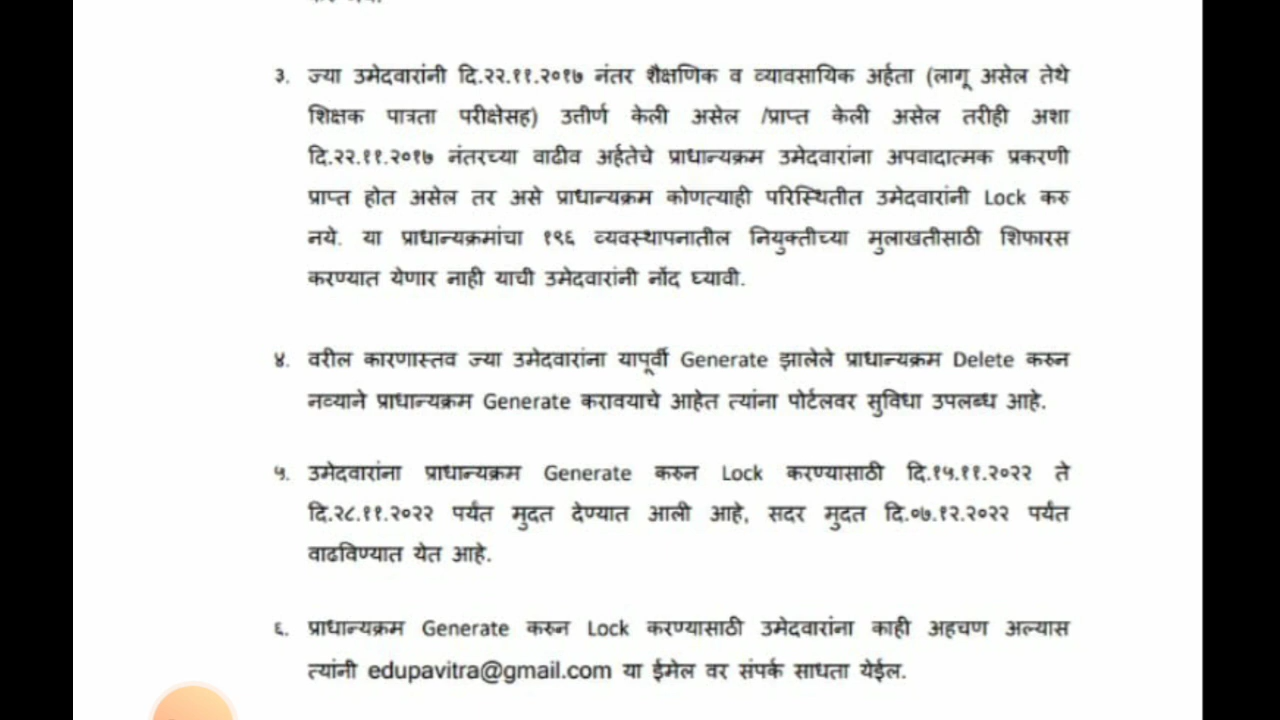 ३. ज्या उमेदवारांनी दि.२२.११.२०१७ नंतर शैक्षणिक व व्यावसायिक अर्हता (लागू असेल तेथे
शिक्षक पात्रता परीक्षेसह) उत्तीर्ण केली असेल /प्राप्त केली असेल तरीही अशा
दि.२२.११.२०१७ नंतरच्या वाढीव अर्हतेचे प्राधान्यक्रम उमेदवारांना अपवादात्मक प्रकरणी
प्राप्त होत असेल तर असे प्राधान्यक्रम कोणत्याही परिस्थितीत उमेदवारांनी Lock करु
नये. या प्राधान्यक्रमांचा १९६ व्यवस्थापनातील नियुक्तीच्या मुलाखतीसाठी शिफारस
करण्यात येणार नाही याची उमेदवारांनी नोंद घ्यावी.
४. वरील कारणास्तव ज्या उमेदवारांना यापूर्वी Generate झालेले प्राधान्यक्रम Delete करुन
नव्याने प्राधान्यक्रम Generate करावयाचे आहेत त्यांना पोर्टलवर सुविधा उपलब्ध आहे.
५. उमेदवारांना प्राधान्यक्रम Generate करुन Lock करण्यासाठी दि.१५.११.२०२२ ते
दि.२८.११.२०२२ पर्यंत मुदत देण्यात आली आहे, सदर मुदत दि.०७.१२.२०२२ पर्यंत
वाढविण्यात येत आहे.
६. प्राधान्यक्रम Generate करुन Lock करण्यासाठी उमेदवारांना काही अडचण अल्यास
त्यांनी edupavitra@gmail.com या ईमेल वर संपर्क साधता येईल.